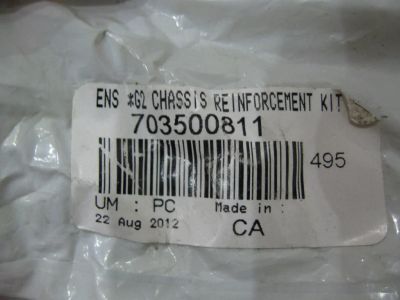 ENS *G2 CHASSIS REINFORCEMENT KIT
703500811
495
UM : PC Made in :
22 Aug 2012 CA